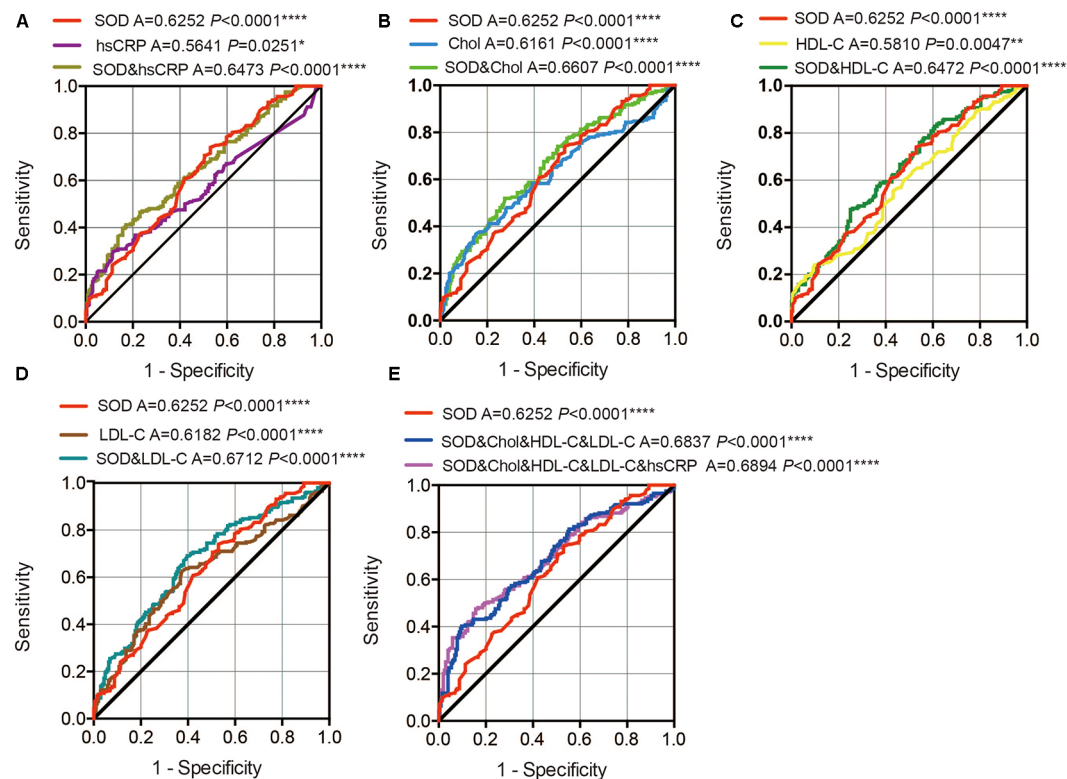 A
SOD A=0.6252 P<0.0001****
hsCRP A=0.5641 P=0.0251*
SOD&hsCRP A=0.6473 P<0.0001****
1.0
0.8
0.6
0.4
0.2
0.0
Sensitivity
0.0 0.2 0.4 0.6 0.8 1.0
1 - Specificity
B
SOD A=0.6252 P<0.0001****
Chol A=0.6161 P<0.0001****
SOD&Chol A=0.6607 P<0.0001****
1.0
0.8
0.6
0.4
0.2
0.0
Sensitivity
0.0 0.2 0.4 0.6 0.8 1.0
1 - Specificity
C
SOD A=0.6252 P<0.0001****
HDL-C A=0.5810 P=0.0.0047**
SOD&HDL-C A=0.6472 P<0.0001****
1.0
0.8
0.6
0.4
0.2
0.0
Sensitivity
0.0 0.2 0.4 0.6 0.8 1.0
1 - Specificity
D
SOD A=0.6252 P<0.0001****
LDL-C A=0.6182 P<0.0001****
SOD&LDL-C A=0.6712 P<0.0001****
1.0
0.8
0.6
0.4
0.2
0.0
Sensitivity
0.0 0.2 0.4 0.6 0.8 1.0
1 - Specificity
E
SOD A=0.6252 P<0.0001****
SOD&Chol&HDL-C&LDL-C A=0.6837 P<0.0001****
SOD&Chol&HDL-C&LDL-C&hsCRP A=0.6894 P<0.0001****
1.0
0.8
0.6
0.4
0.2
0.0
Sensitivity
0.0 0.2 0.4 0.6 0.8 1.0
1 - Specificity